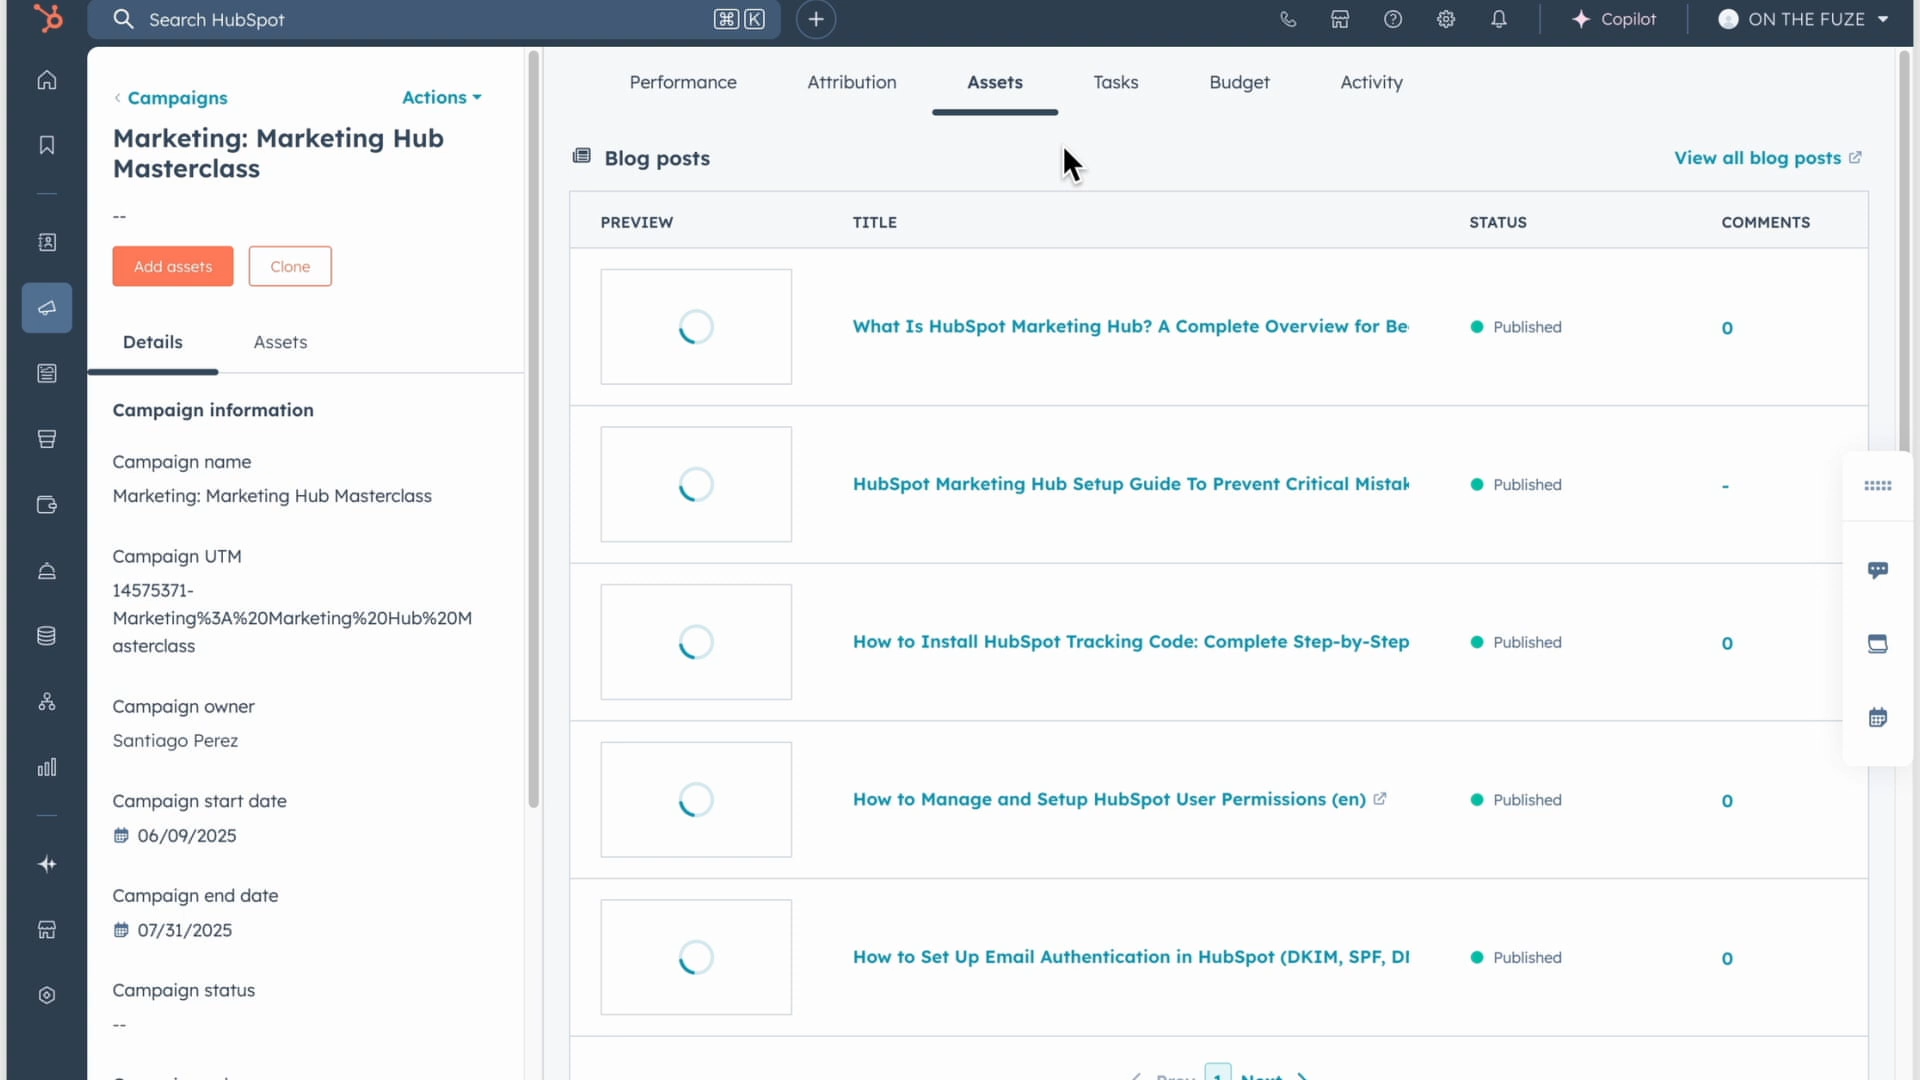 Search HubSpot
⌘ K
Copilot
ON THE FUZE
Campaigns
Actions
Marketing: Marketing Hub
Masterclass
--
Add assets
Clone
Details
Assets
Campaign information
Campaign name
Marketing: Marketing Hub Masterclass
Campaign UTM
14575371-
Marketing%3A%20Marketing%20Hub%20M
asterclass
Campaign owner
Santiago Perez
Campaign start date
06/09/2025
Campaign end date
07/31/2025
Campaign status
--
Performance
Attribution
Assets
Tasks
Budget
Activity
Blog posts
View all blog posts
PREVIEW
TITLE
STATUS
COMMENTS
What Is HubSpot Marketing Hub? A Complete Overview for Be
Published
0
HubSpot Marketing Hub Setup Guide To Prevent Critical Mistak
Published
-
How to Install HubSpot Tracking Code: Complete Step-by-Step
Published
0
How to Manage and Setup HubSpot User Permissions (en)
Published
0
How to Set Up Email Authentication in HubSpot (DKIM, SPF, DI
Published
0
Prev
1
Next